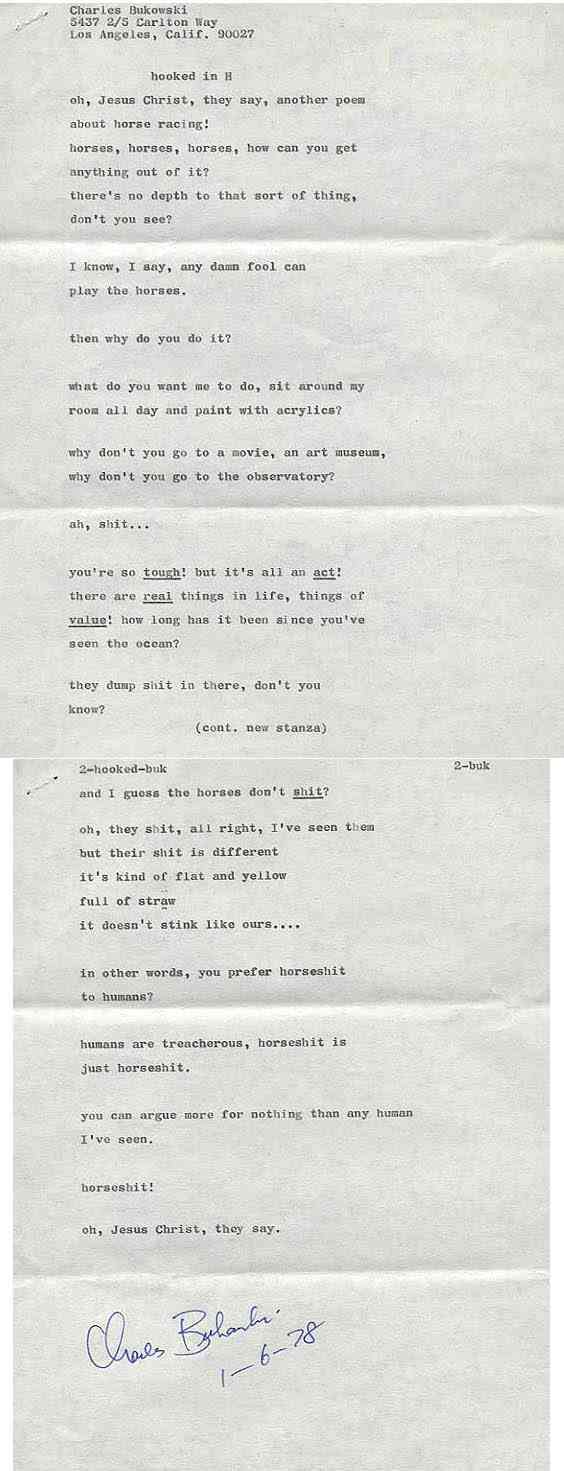 Charles Bukowski
5437 2/5 Carlton Way
Los Angeles, Calif. 90027
hooked in H
oh, Jesus Christ, they say, another poem
about horse racing!
horses, horses, horses, how can you get
anything out of it?
there's no depth to that sort of thing,
don't you see?
I know, I say, any damn fool can
play the horses.
then why do you do it?
what do you want me to do, sit around my
room all day and paint with acrylics?
why don't you go to a movie, an art museum,
why don't you go to the observatory?
ah, shit...
you're so tough! but it's all an act!
there are real things in life, things of
value! how long has it been since you've
seen the ocean?
they dump shit in there, don't you
know?
(cont. new stanza)
2-hooked-buk 2-buk
and I guess the horses don't shit?
oh, they shit, all right, I've seen them
but their shit is different
it's kind of flat and yellow
full of straw
it doesn't stink like ours....
in other words, you prefer horseshit
to humans?
humans are treacherous, horseshit is
just horseshit.
you can argue more for nothing than any human
I've seen.
horseshit!
oh, Jesus Christ, they say.
Charles Bukowski
1-6-78